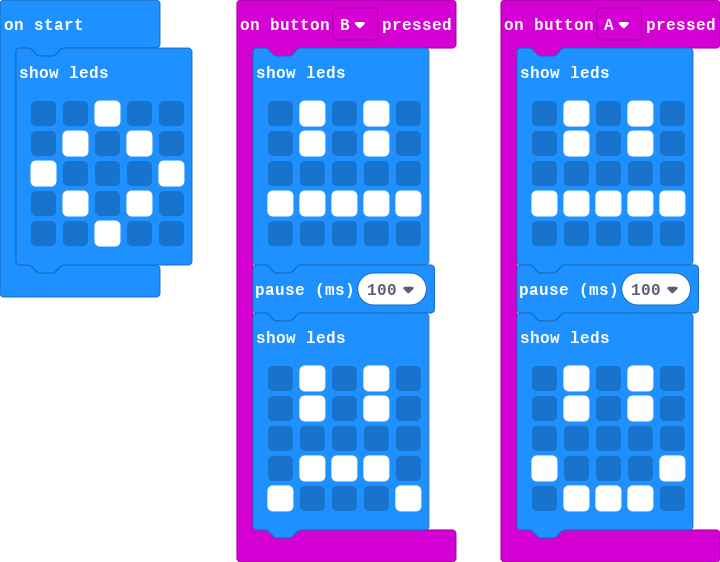 on start
show leds
on button B pressed
show leds
pause (ms) 100
show leds
on button A pressed
show leds
pause (ms) 100
show leds